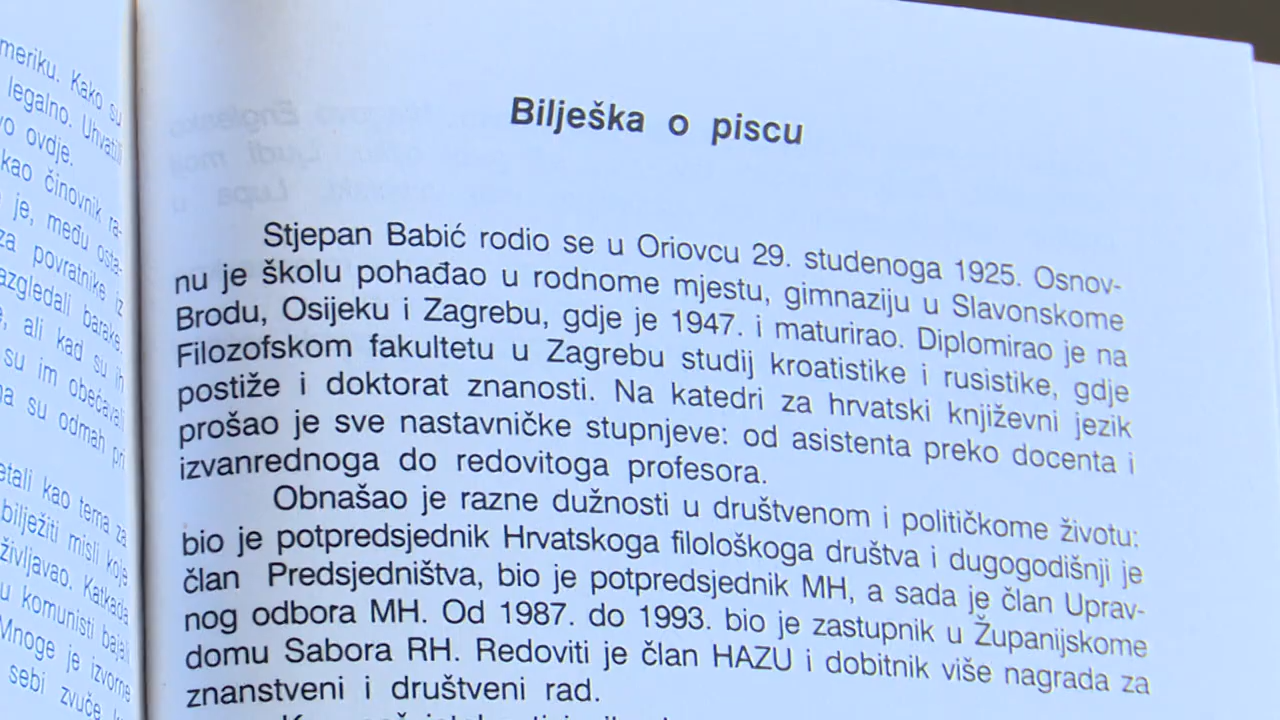 meriku. Kako su
legalno. Uhvatili
vo ovdje.
kao činovnik ra-
je, među osta-
za povratnike iz
azgledali barake.
e, ali kad su ih
su im obećavali
na su odmah pri
etali kao tema za
bilježiti misli koje
življavao. Katkada
u komunisti bajali
Mnoge je izvorne
sebi zvuče
Bilješka o piscu
Stjepan Babić rodio se u Oriovcu 29. studenoga 1925. Osnov-
nu je školu pohađao u rodnome mjestu, gimnaziju u Slavonskome
Brodu, Osijeku i Zagrebu, gdje je 1947. i maturirao. Diplomirao je na
Filozofskom fakultetu u Zagrebu studij kroatistike i rusistike, gdje
postiže i doktorat znanosti. Na katedri za hrvatski književni jezik
prošao je sve nastavničke stupnjeve: od asistenta preko docenta i
izvanrednoga do redovitoga profesora.
Obnašao je razne dužnosti u društvenom i političkome životu:
bio je potpredsjednik Hrvatskoga filološkoga društva i dugogodišnji je
član Predsjedništva, bio je potpredsjednik MH, a sada je član Uprav-
nog odbora MH. Od 1987. do 1993. bio je zastupnik u Županijskome
domu Sabora RH. Redoviti je član HAZU i dobitnik više nagrada za
znanstveni i društveni rad.